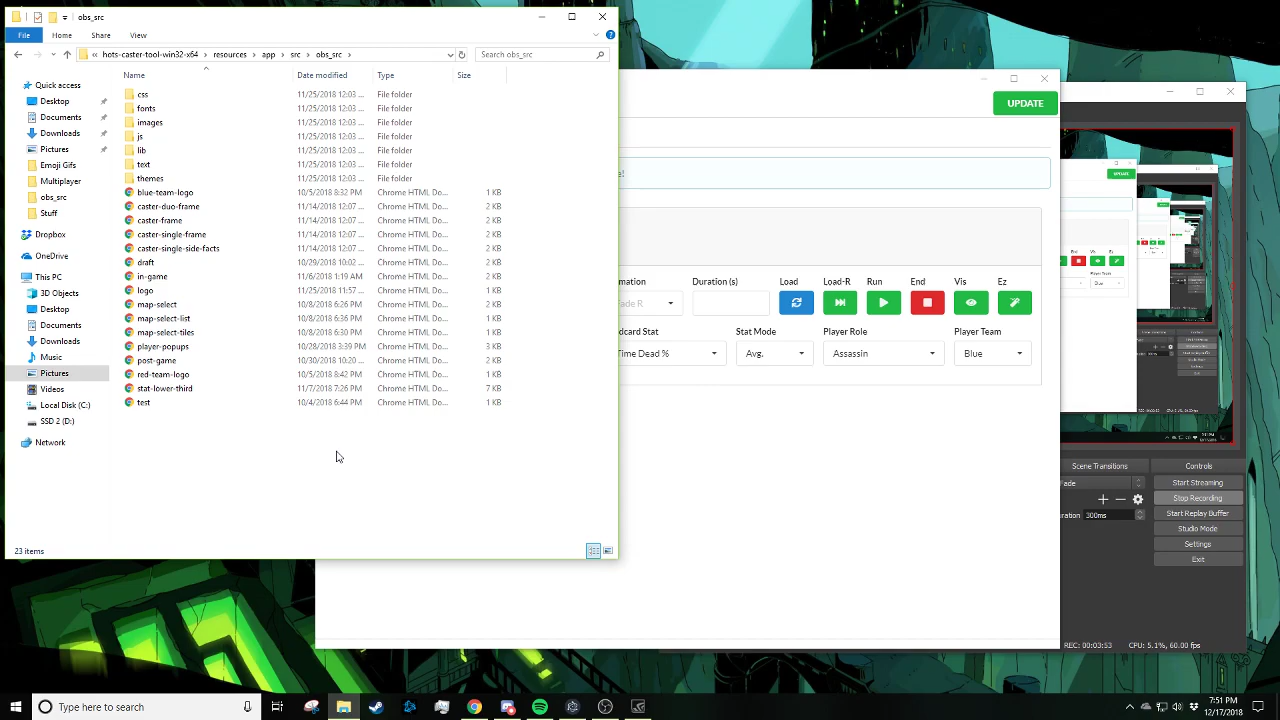 obs_src
File Home Share View
« hots-caster-tool-win32-x64 › resources › app › src › obs_src ›
Search obs_src
Name Date modified Type Size
Quick access
Desktop
Documents
Downloads
Pictures
Emoji Gifs
Multiplayer
obs_src
Stuff
Dropbox
OneDrive
This PC
3D Objects
Desktop
Documents
Downloads
Music
Pictures
Videos
Local Disk (C:)
SSD 2 (D:)
Network
css 11/25/2018 12:03 ... File folder
fonts 11/25/2018 12:03 ... File folder
images 11/25/2018 12:03 ... File folder
js 11/25/2018 12:03 ... File folder
lib 11/25/2018 12:03 ... File folder
text 11/25/2018 12:03 ... File folder
themes 11/25/2018 12:03 ... File folder
blue-team-logo 10/5/2018 8:32 PM Chrome HTML Do... 1 KB
caster-duo-frame 11/14/2018 12:07 ... Chrome HTML Do... 2 KB
caster-frame 11/14/2018 12:07 ... Chrome HTML Do... 2 KB
caster-single-frame 11/14/2018 12:07 ... Chrome HTML Do... 2 KB
caster-single-side-facts 11/14/2018 12:07 ... Chrome HTML Do... 2 KB
draft 10/29/2018 10:02 ... Chrome HTML Do... 2 KB
in-game 11/6/2018 1:19 AM Chrome HTML Do... 2 KB
logo 11/25/2018 11:57 ... Chrome HTML Do... 1 KB
map-select 10/8/2018 6:26 PM Chrome HTML Do... 2 KB
map-select-list 10/8/2018 6:36 PM Chrome HTML Do... 1 KB
map-select-tiles 10/8/2018 6:30 PM Chrome HTML Do... 1 KB
player-popups 10/28/2018 3:39 PM Chrome HTML Do... 3 KB
post-game 10/30/2018 10:20 ... Chrome HTML Do... 2 KB
red-team-logo 10/5/2018 8:42 PM Chrome HTML Do... 1 KB
stat-lower-third 11/7/2018 7:26 PM Chrome HTML Do... 7 KB
test 10/4/2018 6:44 PM Chrome HTML Do... 1 KB
23 items
UPDATE
e!
mation Duration (s) Load Load-R Run End Vis Ez
Fade R
dcard Stat Stat Mode Player Role Player Team
Time Dead % Avg. Assassin Blue
Scene Transitions Controls
Fade
ration 300ms
Start Streaming
Stop Recording
Start Replay Buffer
Studio Mode
Settings
Exit
REC: 00:03:53 CPU: 5.1%, 60.00 fps
Type here to search
7:51 PM
12/17/2018